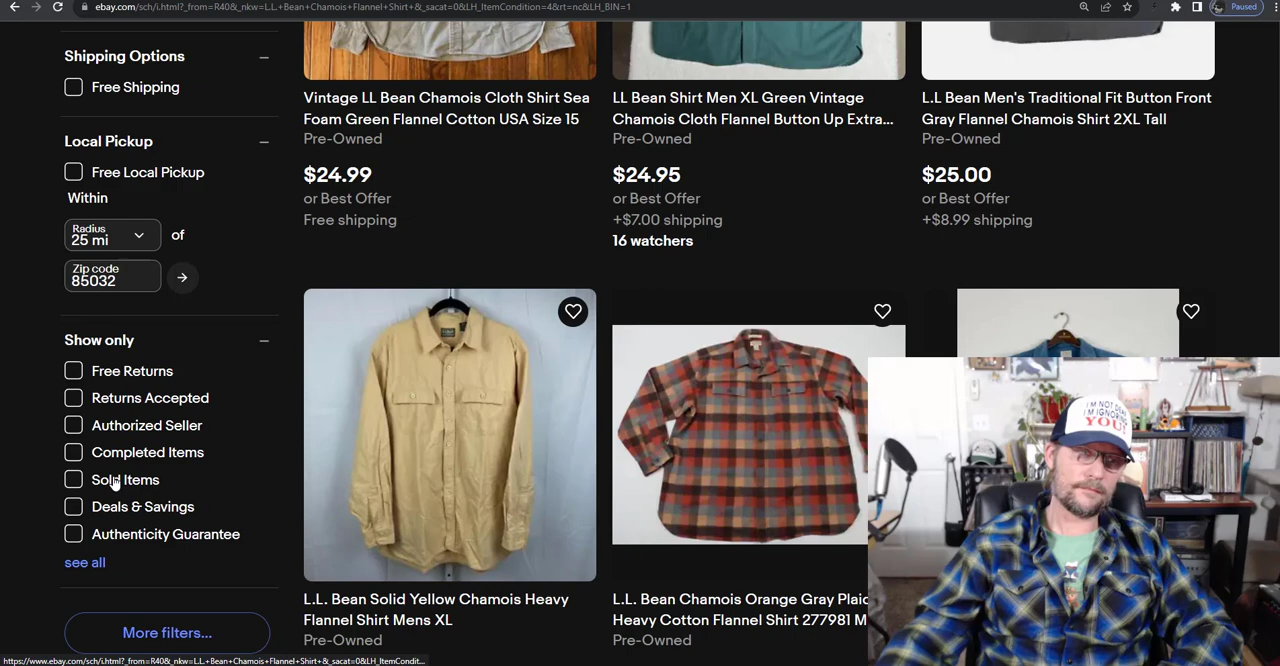 ebay.com/sch/i.html?_from=R40&_nkw=L.L.+Bean+Chamois+Flannel+Shirt+&_sacat=0&LH_ItemCondition=4&rt=nc&LH_BIN=1
Paused
Shipping Options
Free Shipping
Local Pickup
Free Local Pickup
Within
Radius
25 mi
of
Zip code
85032
Show only
Free Returns
Returns Accepted
Authorized Seller
Completed Items
Sold Items
Deals & Savings
Authenticity Guarantee
see all
More filters...
Vintage LL Bean Chamois Cloth Shirt Sea
Foam Green Flannel Cotton USA Size 15
Pre-Owned
$24.99
or Best Offer
Free shipping
LL Bean Shirt Men XL Green Vintage
Chamois Cloth Flannel Button Up Extra...
Pre-Owned
$24.95
or Best Offer
+$7.00 shipping
16 watchers
L.L Bean Men's Traditional Fit Button Front
Gray Flannel Chamois Shirt 2XL Tall
Pre-Owned
$25.00
or Best Offer
+$8.99 shipping
L.L. Bean Solid Yellow Chamois Heavy
Flannel Shirt Mens XL
Pre-Owned
L.L. Bean Chamois Orange Gray Plaid
Heavy Cotton Flannel Shirt 277981 M
Pre-Owned
I'M NOT DEAF
I'M IGNORING
YOU!
https://www.ebay.com/sch/i.html?_from=R40&_nkw=L.L.+Bean+Chamois+Flannel+Shirt+&_sacat=0&LH_ItemCondit...